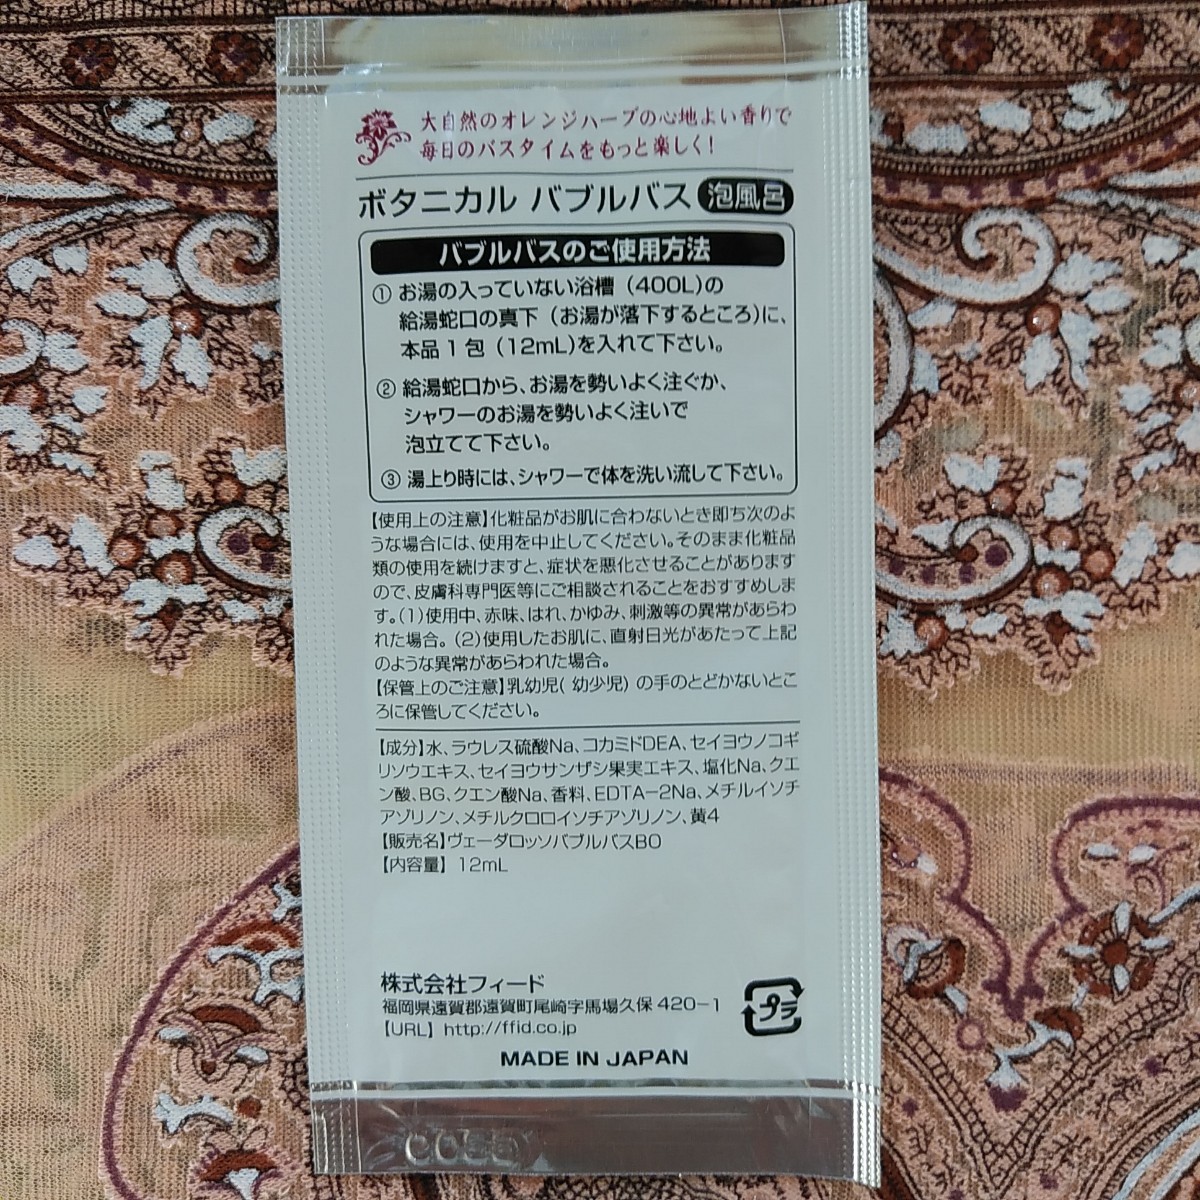 大自然のオレンジハーブの心地よい香りで
毎日のバスタイムをもっと楽しく!
ボタニカル バブルバス 泡風呂
バブルバスのご使用方法
① お湯の入っていない浴槽(400L)の
給湯蛇口の真下(お湯が落下するところ)に、
本品1包(12mL)を入れて下さい。
② 給湯蛇口から、お湯を勢いよく注ぐか、
シャワーのお湯を勢いよく注いで
泡立てて下さい。
③ 湯上り時には、シャワーで体を洗い流して下さい。
【使用上の注意】化粧品がお肌に合わないとき即ち次のよ
うな場合には、使用を中止してください。そのまま化粧品
類の使用を続けますと、症状を悪化させることがあります
ので、皮膚科専門医等にご相談されることをおすすめしま
す。(1)使用中、赤味、はれ、かゆみ、刺激等の異常があらわ
れた場合。(2)使用したお肌に、直射日光があたって上記
のような異常があらわれた場合。
【保管上のご注意】乳幼児(幼少児)の手のとどかないとこ
ろに保管してください。
【成分】水、ラウレス硫酸Na、コカミドDEA、セイヨウノコギ
リソウエキス、セイヨウサンザシ果実エキス、塩化Na、クエ
ン酸、BG、クエン酸Na、香料、EDTA-2Na、メチルイソチ
アゾリノン、メチルクロロイソチアゾリノン、黄4
【販売名】ヴェーダロッソバブルバスBO
【内容量】 12mL
株式会社フィード
福岡県遠賀郡遠賀町尾崎字馬場久保420-1
【URL】 http://ffid.co.jp
プラ
MADE IN JAPAN